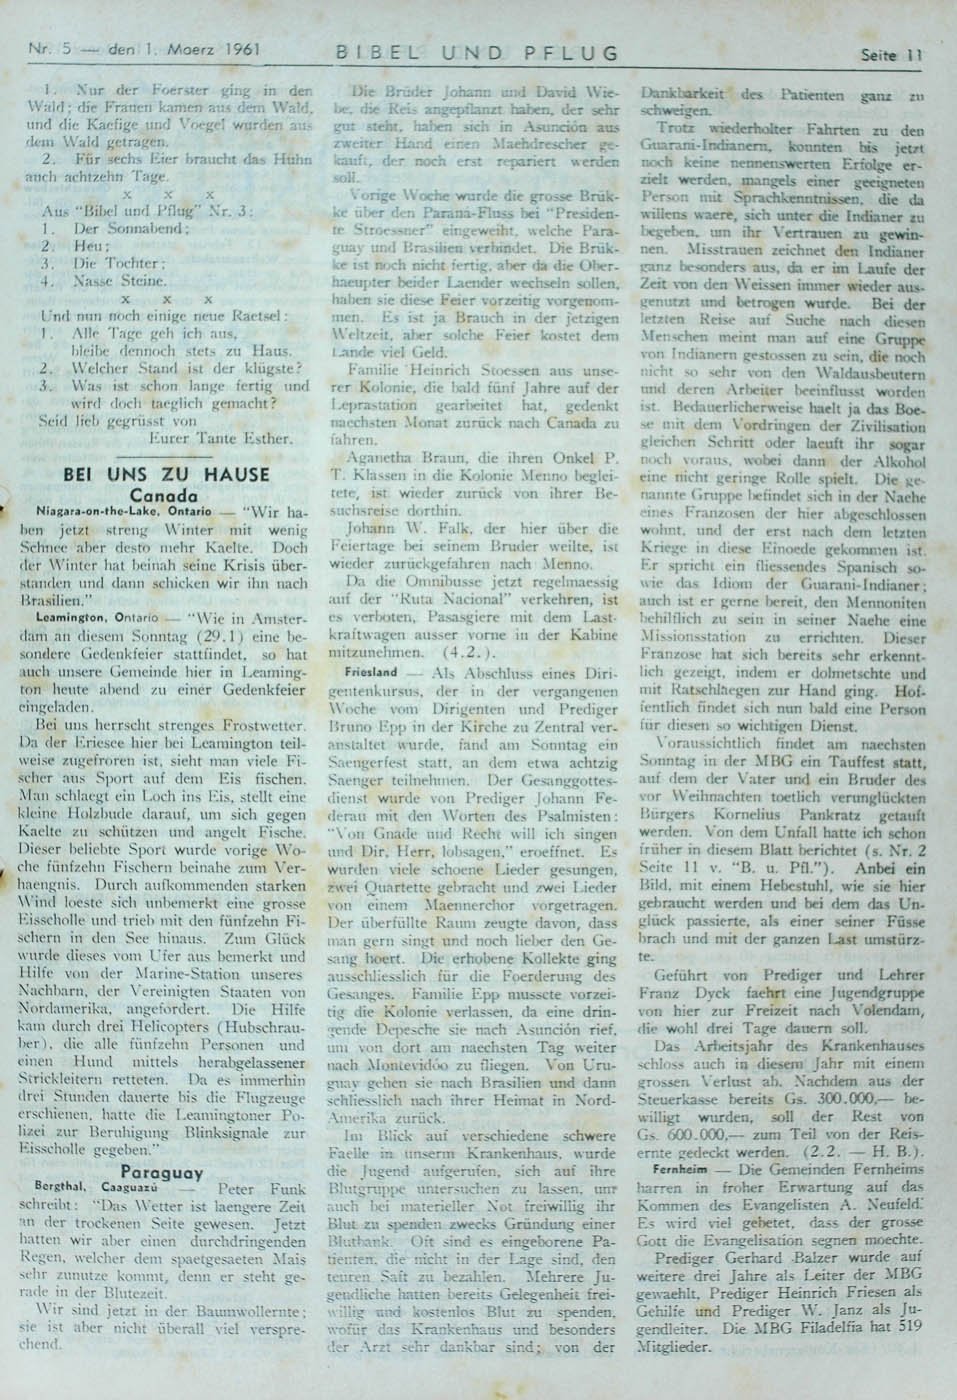 Nr. 5 — den 1. Maerz 1961 BIBEL UND PFLUG Seite 11
1. Nur der Foerster ging in der
Wald; die Frauen kamen aus dem Wald,
und die Kaefige und Voegel wurden aus
dem Wald getragen.
2. Für sechs Eier braucht das Huhn
auch achtzehn Tage.
x x x
Aus "Bibel und Pflug" Nr. 3:
1. Der Sonnabend;
2. Heu;
3. Die Tochter;
4. Nasse Steine.
x x x
Und nun noch einige neue Raetsel:
1. Alle Tage geh ich aus,
bleibe dennoch stets zu Haus.
2. Welcher Stand ist der klügste?
3. Was ist schon lange fertig und
wird doch taeglich gemacht?
Seid lieb gegrüsst von
Eurer Tante Esther.
BEI UNS ZU HAUSE
Canada
Niagara-on-the-Lake, Ontario — "Wir ha-
ben jetzt streng Winter mit wenig
Schnee aber desto mehr Kaelte. Doch
der Winter hat beinah seine Krisis über-
standen und dann schicken wir ihn nach
Brasilien."
Leamington, Ontario — "Wie in Amster-
dam an diesem Sonntag (29.1) eine be-
sondere Gedenkfeier stattfindet, so hat
auch unsere Gemeinde hier in Leaming-
ton heute abend zu einer Gedenkfeier
eingeladen.
Bei uns herrscht strenges Frostwetter.
Da der Eriesee hier bei Leamington teil-
weise zugefroren ist, sieht man viele Fi-
scher aus Sport auf dem Eis fischen.
Man schlaegt ein Loch ins Eis, stellt eine
kleine Holzbude darauf, um sich gegen
Kaelte zu schützen und angelt Fische.
Dieser beliebte Sport wurde vorige Wo-
che fünfzehn Fischern beinahe zum Ver-
haengnis. Durch aufkommenden starken
Wind loeste sich unbemerkt eine grosse
Eisscholle und trieb mit den fünfzehn Fi-
schern in den See hinaus. Zum Glück
wurde dieses vom Ufer aus bemerkt und
Hilfe von der Marine-Station unseres
Nachbarn, der Vereinigten Staaten von
Nordamerika, angefordert. Die Hilfe
kam durch drei Helicopters (Hubschrau-
ber), die alle fünfzehn Personen und
einen Hund mittels herabgelassener
Strickleitern retteten. Da es immerhin
drei Stunden dauerte bis die Flugzeuge
erschienen, hatte die Leamingtoner Po-
lizei zur Beruhigung Blinksignale zur
Eisscholle gegeben."
Paraguay
Bergthal, Caaguazú — Peter Funk
schreibt: "Das Wetter ist laengere Zeit
an der trockenen Seite gewesen. Jetzt
hatten wir aber einen durchdringenden
Regen, welcher dem spaetgesaeten Mais
sehr zunutze kommt, denn er steht ge-
rade in der Blutezeit.
Wir sind jetzt in der Baumwollernte;
sie ist aber nicht überall viel verspre-
chend.
Die Brüder Johann und David Wie-
be, die Reis angepflanzt haben, der sehr
gut steht, haben sich in Asunción aus
zweiter Hand einen Maehdrescher ge-
kauft, der noch erst repariert werden
soll.
Vorige Woche wurde die grosse Brük-
ke über den Parana-Fluss bei "Presiden-
te Stroessner" eingeweiht, welche Para-
guay und Brasilien verbindet. Die Brük-
ke ist noch nicht fertig, aber da die Ober-
haeupter beider Laender wechseln sollen,
haben sie diese Feier vorzeitig vorgenom-
men. Es ist ja Brauch in der jetzigen
Weltzeit, aber solche Feier kostet dem
Lande viel Geld.
Familie Heinrich Stoessen aus unse-
rer Kolonie, die bald fünf Jahre auf der
Leprastation gearbeitet hat, gedenkt
naechsten Monat zurück nach Canada zu
fahren.
Aganetha Braun, die ihren Onkel P.
T. Klassen in die Kolonie Menno beglei-
tete, ist wieder zurück von ihrer Be-
suchsreise dorthin.
Johann W. Falk, der hier über die
Feiertage bei seinem Bruder weilte, ist
wieder zurückgefahren nach Menno.
Da die Omnibusse jetzt regelmaessig
auf der "Ruta Nacional" verkehren, ist
es verboten, Pasasgiere mit dem Last-
kraftwagen ausser vorne in der Kabine
mitzunehmen. (4.2.).
Friesland — Als Abschluss eines Diri-
gentenkursus, der in der vergangenen
Woche vom Dirigenten und Prediger
Bruno Epp in der Kirche zu Zentral ver-
anstaltet wurde, fand am Sonntag ein
Saengerfest statt, an dem etwa achtzig
Saenger teilnehmen. Der Gesanggottes-
dienst wurde von Prediger Johann Fe-
derau mit den Worten des Psalmisten:
"Von Gnade und Recht will ich singen
und Dir, Herr, lobsagen," eroeffnet. Es
wurden viele schoene Lieder gesungen,
zwei Quartette gebracht und zwei Lieder
von einem Maennerchor vorgetragen.
Der überfüllte Raum zeugte davon, dass
man gern singt und noch lieber den Ge-
sang hoert. Die erhobene Kollekte ging
ausschliesslich für die Foerderung des
Gesanges. Familie Epp musscte vorzei-
tig die Kolonie verlassen, da eine drin-
gende Depesche sie nach Asunción rief,
um von dort am naechsten Tag weiter
nach Montevidóo zu fliegen. Von Uru-
guay gehen sie nach Brasilien und dann
schliesslich nach ihrer Heimat in Nord-
Amerika zurück.
Im Blick auf verschiedene schwere
Faelle in unserm Krankenhaus, wurde
die Jugend aufgerufen, sich auf ihre
Blutgruppe untersuchen zu lassen, unr
auch bei materieller Not freiwillig ihr
Blut zu spenden zwecks Gründung einer
Blutbank. Oft sind es eingeborene Pa-
tienten, die nicht in der Lage sind, den
teuren Saft zu bezahlen. Mehrere Ju-
gendliche hatten bereits Gelegenheit frei-
willig und kostenlos Blut zu spenden,
wofür das Krankenhaus und besonders
der Arzt sehr dankbar sind; von der
Dankbarkeit des Patienten ganz zu
schweigen.
Trotz wiederholter Fahrten zu den
Guarani-Indianern, konnten bis jetzt
noch keine nennenswerten Erfolge er-
zielt werden, mangels einer geeigneten
Person mit Sprachkenntnissen, die da
willens waere, sich unter die Indianer zu
begeben, um ihr Vertrauen zu gewin-
nen. Misstrauen zeichnet den Indianer
ganz besonders aus, da er im Laufe der
Zeit von den Weissen immer wieder aus-
genutzt und betrogen wurde. Bei der
letzten Reise auf Suche nach diesen
Menschen meint man auf eine Gruppe
von Indianern gestossen zu sein, die noch
nicht so sehr von den Waldausbeutern
und deren Arbeiter beeinflusst worden
ist. Bedauerlicherweise haelt ja das Boe-
se mit dem Vordringen der Zivilisation
gleichen Schritt oder laeuft ihr sogar
noch voraus, wobei dann der Alkohol
eine nicht geringe Rolle spielt. Die ge-
nannte Gruppe befindet sich in der Naehe
eines Franzosen der hier abgeschlossen
wohnt, und der erst nach dem letzten
Kriege in diese Einoede gekommen ist.
Er spricht ein fliessendes Spanisch so-
wie das Idiom der Guarani-Indianer;
auch ist er gerne bereit, den Mennoniten
behilflich zu sein in seiner Naehe eine
Missionsstation zu errichten. Dieser
Franzose hat sich bereits sehr erkennt-
lich gezeigt, indem er dolmetschte und
mit Ratschlaegen zur Hand ging. Hof-
fentlich findet sich nun bald eine Person
für diesen so wichtigen Dienst.
Voraussichtlich findet am naechsten
Sonntag in der MBG ein Tauffest statt,
auf dem der Vater und ein Bruder des
vor Weihnachten toetlich verunglückten
Bürgers Kornelius Pankratz getauft
werden. Von dem Unfall hatte ich schon
früher in diesem Blatt berichtet (s. Nr. 2
Seite 11 v. "B. u. Pfl."). Anbei ein
Bild, mit einem Hebestuhl, wie sie hier
gebraucht werden und bei dem das Un-
glück passierte, als einer seiner Füsse
brach und mit der ganzen Last umstürz-
te.
Geführt von Prediger und Lehrer
Franz Dyck faehrt eine Jugendgruppe
von hier zur Freizeit nach Volendam,
die wohl drei Tage dauern soll.
Das Arbeitsjahr des Krankenhauses
schloss auch in diesem Jahr mit einem
grossen Verlust ab. Nachdem aus der
Steuerkasse bereits Gs. 300.000,— be-
willigt wurden, soll der Rest von
Gs. 600.000,— zum Teil von der Reis-
ernte gedeckt werden. (2.2. — H. B.).
Fernheim — Die Gemeinden Fernheims
harren in froher Erwartung auf das
Kommen des Evangelisten A. Neufeld.
Es wird viel gebetet, dass der grosse
Gott die Evangelisation segnen moechte.
Prediger Gerhard Balzer wurde auf
weitere drei Jahre als Leiter der MBG
gewaehlt, Prediger Heinrich Friesen als
Gehilfe und Prediger W. Janz als Ju-
gendleiter. Die MBG Filadelfia hat 519
Mitglieder.